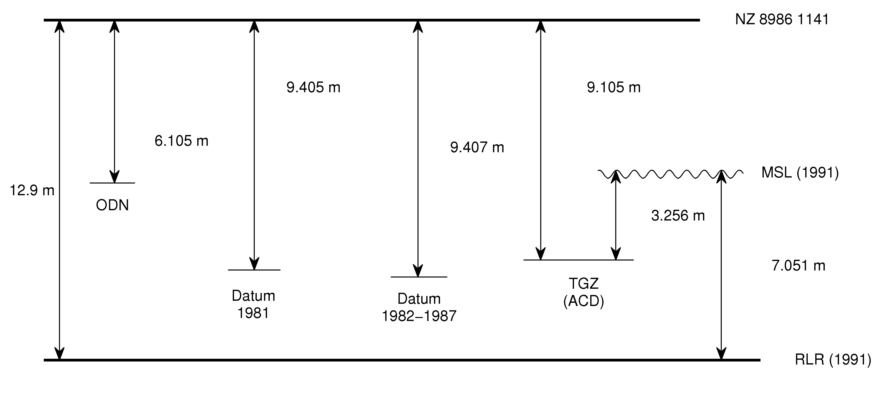 NZ 8986 1141
9.405 m
9.105 m
6.105 m
9.407 m
MSL (1991)
12.9 m
ODN
3.256 m
7.051 m
TGZ
(ACD)
Datum
1981
Datum
1982−1987
RLR (1991)